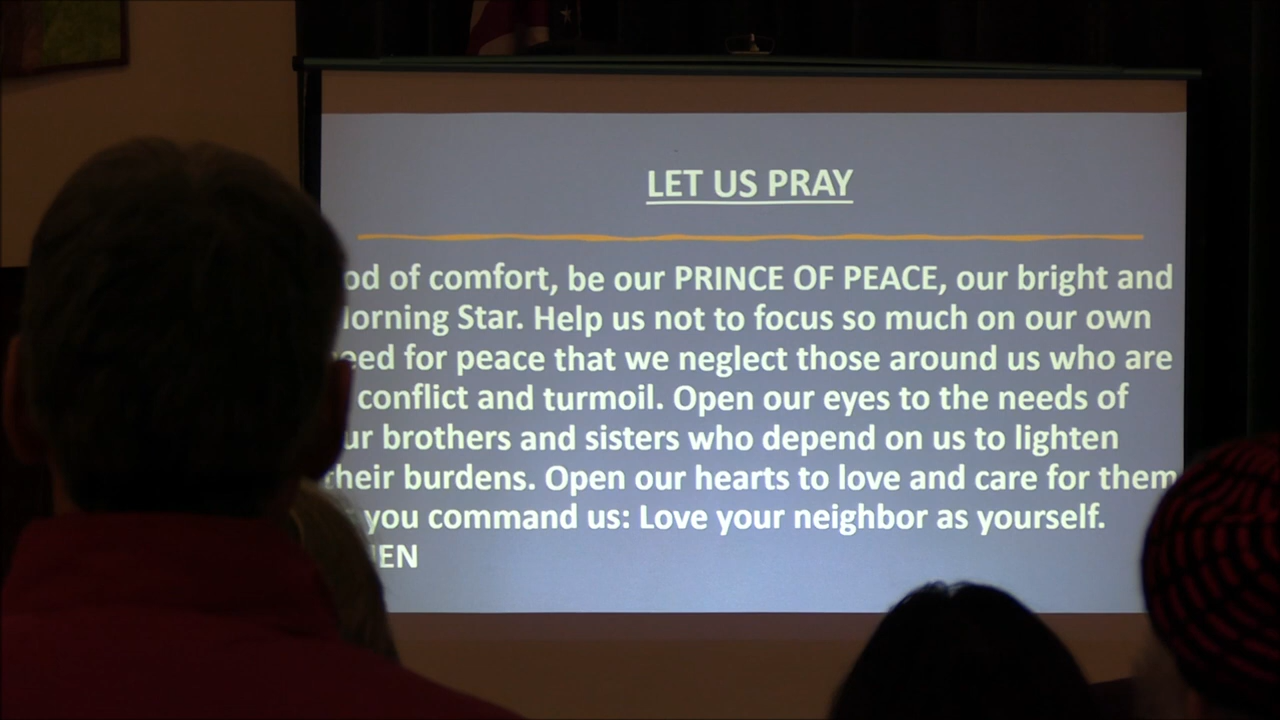 LET US PRAY
od of comfort, be our PRINCE OF PEACE, our bright and
orning Star. Help us not to focus so much on our own
eed for peace that we neglect those around us who are
conflict and turmoil. Open our eyes to the needs of
ur brothers and sisters who depend on us to lighten
heir burdens. Open our hearts to love and care for them
you command us: Love your neighbor as yourself.
EN